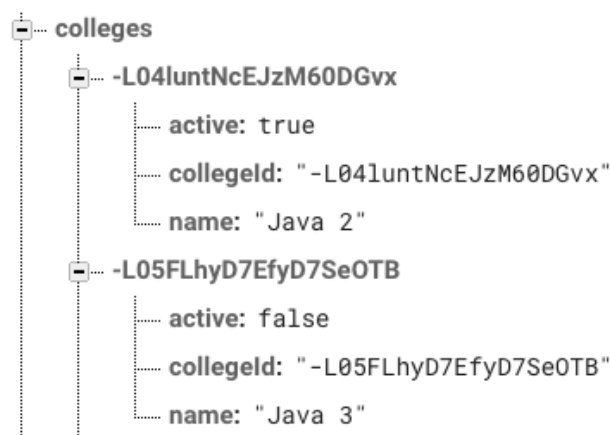 colleges
-L04luntNcEJzM60DGvx
active: true
collegeId: "-L04luntNcEJzM60DGvx"
name: "Java 2"
-L05FLhyD7EfyD7SeOTB
active: false
collegeId: "-L05FLhyD7EfyD7SeOTB"
name: "Java 3"